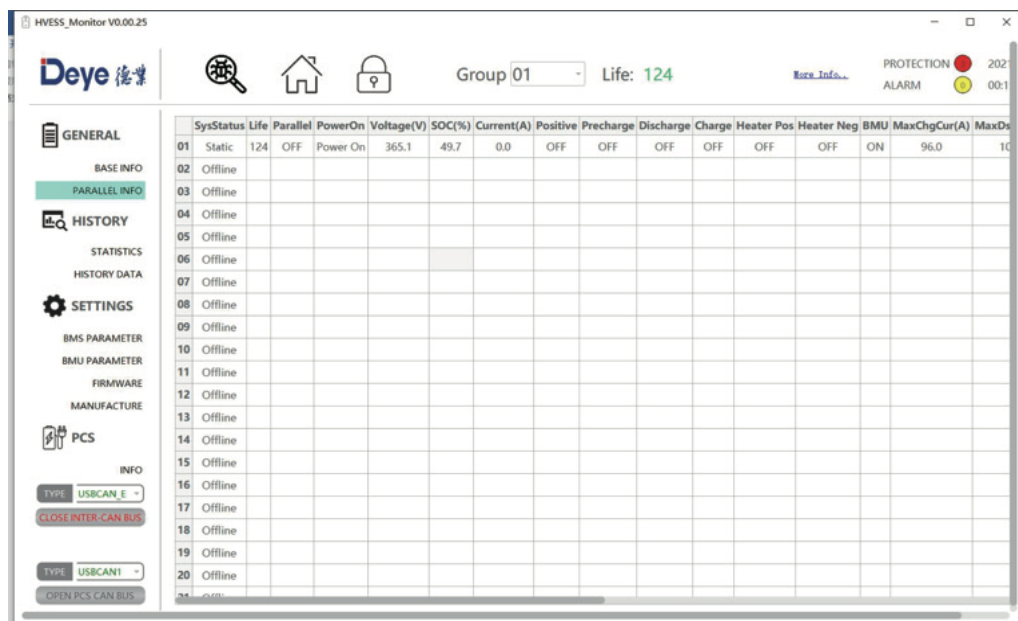 HVESS_Monitor V0.00.25
Deye 德業
Group 01
Life: 124
More Info...
PROTECTION
ALARM
202
00:1
GENERAL
BASE INFO
PARALLEL INFO
HISTORY
STATISTICS
HISTORY DATA
SETTINGS
BMS PARAMETER
BMU PARAMETER
FIRMWARE
MANUFACTURE
PCS
INFO
TYPE USBCAN_E
CLOSE INTER-CAN BUS
TYPE USBCAN1
OPEN PCS CAN BUS
SysStatus Life Parallel PowerOn Voltage(V) SOC(%) Current(A) Positive Precharge Discharge Charge Heater Pos Heater Neg BMU MaxChgCur(A) MaxDs
01 Static 124 OFF Power On 365.1 49.7 0.0 OFF OFF OFF OFF OFF OFF ON 96.0 10
02 Offline
03 Offline
04 Offline
05 Offline
06 Offline
07 Offline
08 Offline
09 Offline
10 Offline
11 Offline
12 Offline
13 Offline
14 Offline
15 Offline
16 Offline
17 Offline
18 Offline
19 Offline
20 Offline